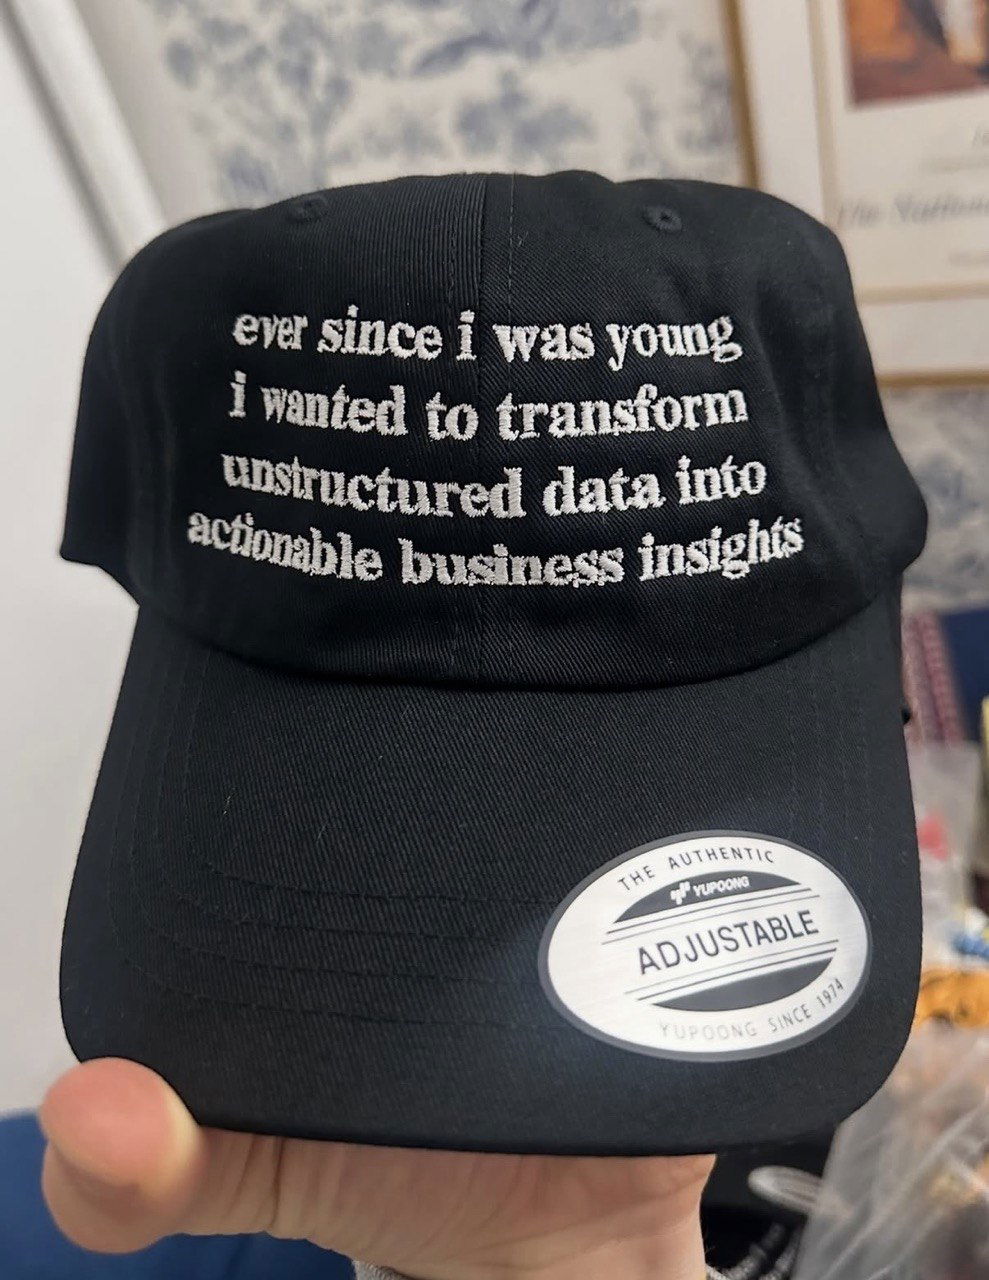 ever since i was young
i wanted to transform
unstructured data into
actionable business insights
THE AUTHENTIC
YUPOONG
ADJUSTABLE
YUPOONG SINCE 1974